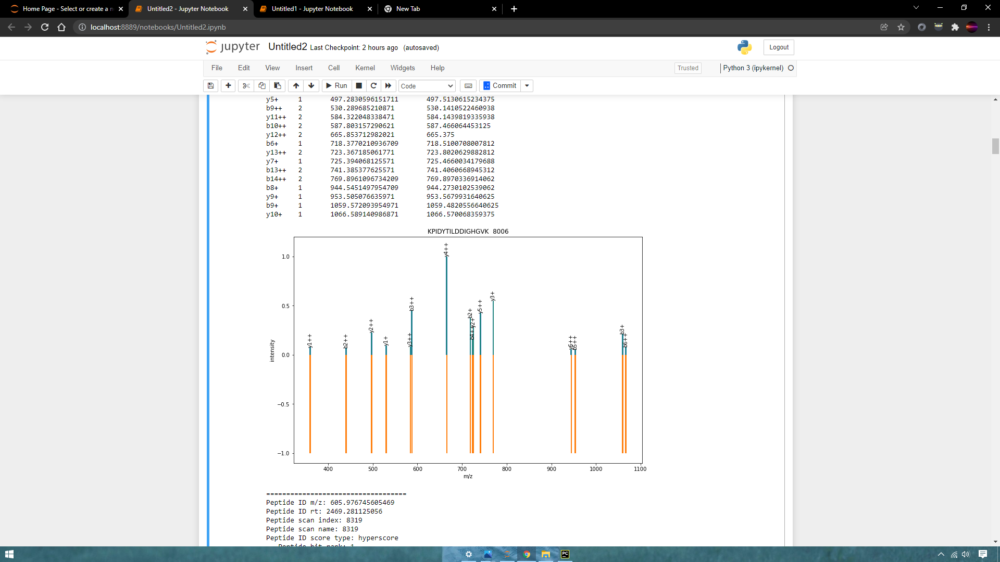 Home Page - Select or create a n
Untitled2 - Jupyter Notebook
Untitled1 - Jupyter Notebook
New Tab
localhost:8889/notebooks/Untitled2.ipynb
jupyter Untitled2 Last Checkpoint: 2 hours ago (autosaved)
Logout
File Edit View Insert Cell Kernel Widgets Help
Trusted
Python 3 (ipykernel)
Run
Code
Commit
y5+ 1 497.2830596151711 497.5130615234375
b9++ 2 530.289685210871 530.1410522460938
y11++ 2 584.322048338471 584.1439819335938
b10++ 2 587.803157290621 587.466064453125
y12++ 2 665.853712982021 665.375
b6+ 1 718.3770210936709 718.5100708007812
y13++ 2 723.367185061771 723.8020629882812
y7+ 1 725.394068125571 725.4660034179688
b13++ 2 741.385377625571 741.4060668945312
b14++ 2 769.8961096734209 769.8970336914062
b8+ 1 944.5451497954709 944.2730102539062
y9+ 1 953.505076635971 953.5679931640625
b9+ 1 1059.572093954971 1059.4820556640625
y10+ 1 1066.589140986871 1066.570068359375
KPIDYTILDDIGHGVK 8006
intensity
1.0
0.5
0.0
−0.5
−1.0
y1++
b2++
y2++
y1+
y3++
b3++
y4++
b2+
b4++
y2+
y5++
y3+
y6++
b5++
b3+
b6++
400 500 600 700 800 900 1000 1100
m/z
===================================
Peptide ID m/z: 605.976745605469
Peptide ID rt: 2469.281125056
Peptide scan index: 8319
Peptide scan name: 8319
Peptide ID score type: hyperscore
Peptide hit rank: 1
PC